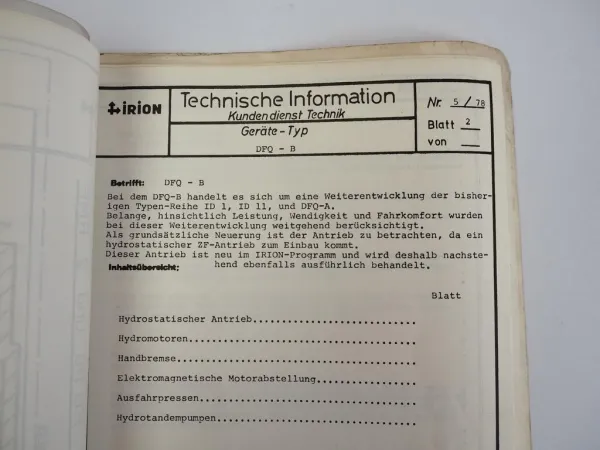 IRION
Technische Information
Kundendienst Technik
Geräte-Typ
DFQ - B
Nr. 5/78
Blatt 2
von
Betrifft: DFQ - B
Bei dem DFQ-B handelt es sich um eine Weiterentwicklung der bisher-
igen Typen-Reihe ID 1, ID 11, und DFQ-A.
Belange, hinsichtlich Leistung, Wendigkeit und Fahrkomfort wurden
bei dieser Weiterentwicklung weitgehend berücksichtigt.
Als grundsätzliche Neuerung ist der Antrieb zu betrachten, da ein
hydrostatischer ZF-Antrieb zum Einbau kommt.
Dieser Antrieb ist neu im IRION-Programm und wird deshalb nachste-
hend ebenfalls ausführlich behandelt.
Inhaltsübersicht:
Blatt
Hydrostatischer Antrieb..........................
Hydromotoren.....................................
Handbremse.......................................
Elektromagnetische Motorabstellung...............
Ausfahrpressen...................................
Hydrotandempumpen................................